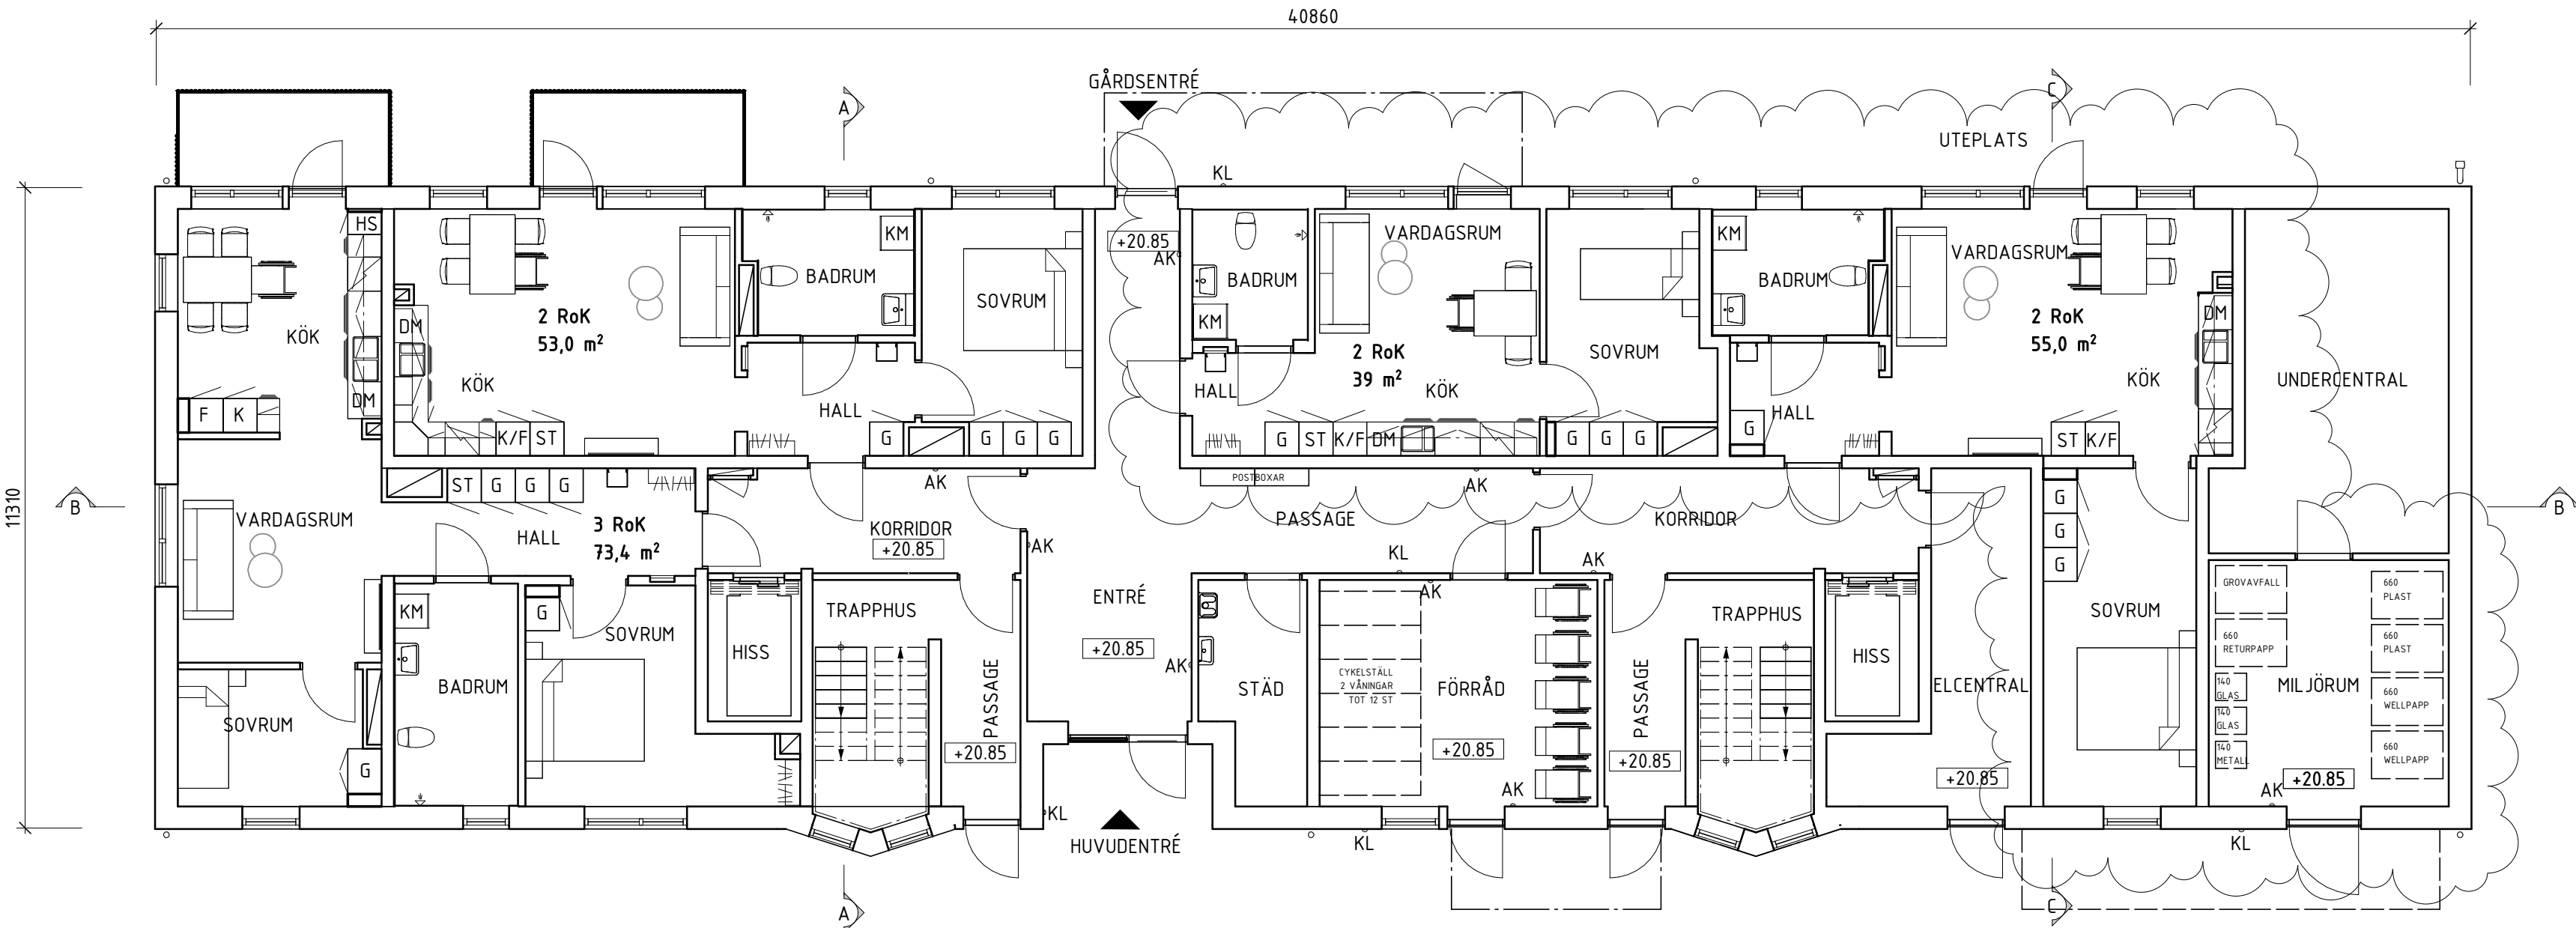 40860
GÅRDSENTRÉ
A
C
UTEPLATS
KL
HS
KM
BADRUM
SOVRUM
+20.85
AK
BADRUM
KM
VARDAGSRUM
SOVRUM
KM
BADRUM
VARDAGSRUM
KÖK
DM
2 RoK
53,0 m²
KÖK
DM
F
K
K/F
ST
HALL
G
G
G
G
2 RoK
39 m²
HALL
KÖK
G
ST
K/F
DM
G
G
G
HALL
G
2 RoK
55,0 m²
KÖK
DM
ST
K/F
UNDERCENTRAL
11310
B
VARDAGSRUM
ST
G
G
G
HALL
3 RoK
73,4 m²
KORRIDOR
+20.85
AK
AK
POSTBOXAR
PASSAGE
AK
KL
AK
KORRIDOR
G
G
G
B
KM
G
SOVRUM
BADRUM
SOVRUM
G
HISS
TRAPPHUS
PASSAGE
+20.85
ENTRÉ
+20.85
AK
KL
STÄD
AK
CYKELSTÄLL
2 VÅNINGAR
TOT 12 ST
FÖRRÅD
+20.85
AK
PASSAGE
+20.85
TRAPPHUS
HISS
ELCENTRAL
+20.85
SOVRUM
GROVAVFALL
660
PLAST
660
RETURPAPP
660
PLAST
140
GLAS
140
GLAS
140
METALL
MILJÖRUM
660
WELLPAPP
660
WELLPAPP
+20.85
AK
HUVUDENTRÉ
KL
KL
A
C